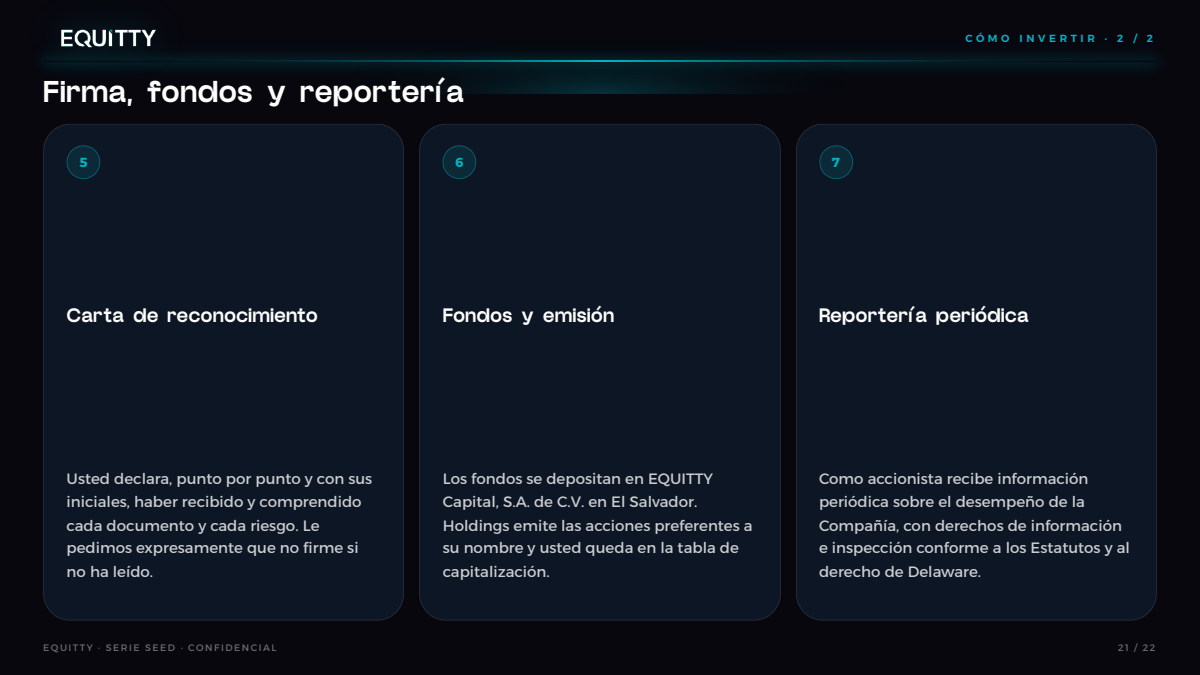 EQUITTY
CÓMO INVERTIR · 2 / 2
Firma, fondos y reportería
5
Carta de reconocimiento
Usted declara, punto por punto y con sus
iniciales, haber recibido y comprendido
cada documento y cada riesgo. Le
pedimos expresamente que no firme si
no ha leído.
6
Fondos y emisión
Los fondos se depositan en EQUITTY
Capital, S.A. de C.V. en El Salvador.
Holdings emite las acciones preferentes a
su nombre y usted queda en la tabla de
capitalización.
7
Reportería periódica
Como accionista recibe información
periódica sobre el desempeño de la
Compañía, con derechos de información
e inspección conforme a los Estatutos y al
derecho de Delaware.
EQUITTY · SERIE SEED · CONFIDENCIAL
21 / 22